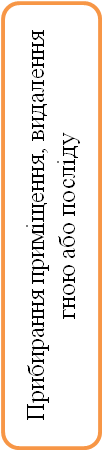 Прибирання приміщення, видалення
гною або посліду